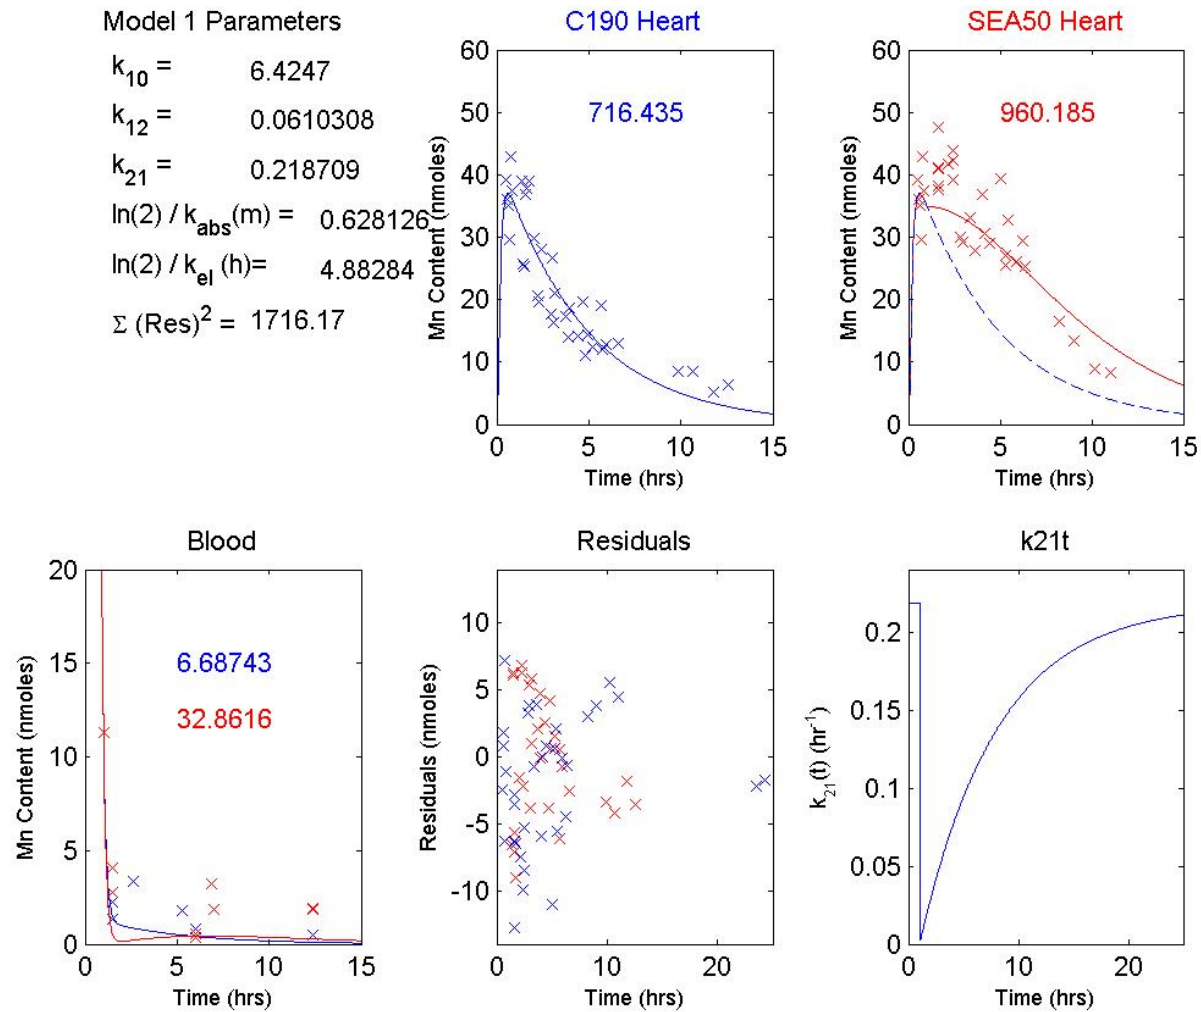 Model 1 Parameters
k10 = 6.4247
k12 = 0.0610308
k21 = 0.218709
ln(2) / kabs(m) = 0.628126
ln(2) / kel (h)= 4.88284
Σ (Res)2 = 1716.17
C190 Heart
716.435
Mn Content (nmoles)
60
50
40
30
20
10
0
0 5 10 15
Time (hrs)
SEA50 Heart
960.185
Mn Content (nmoles)
60
50
40
30
20
10
0
0 5 10 15
Time (hrs)
Blood
6.68743
32.8616
Mn Content (nmoles)
20
15
10
5
0
0 5 10 15
Time (hrs)
Residuals
Residuals (nmoles)
10
5
0
-5
-10
0 10 20
Time (hrs)
k21t
k21(t) (hr-1)
0.2
0.15
0.1
0.05
0
0 10 20
Time (hrs)